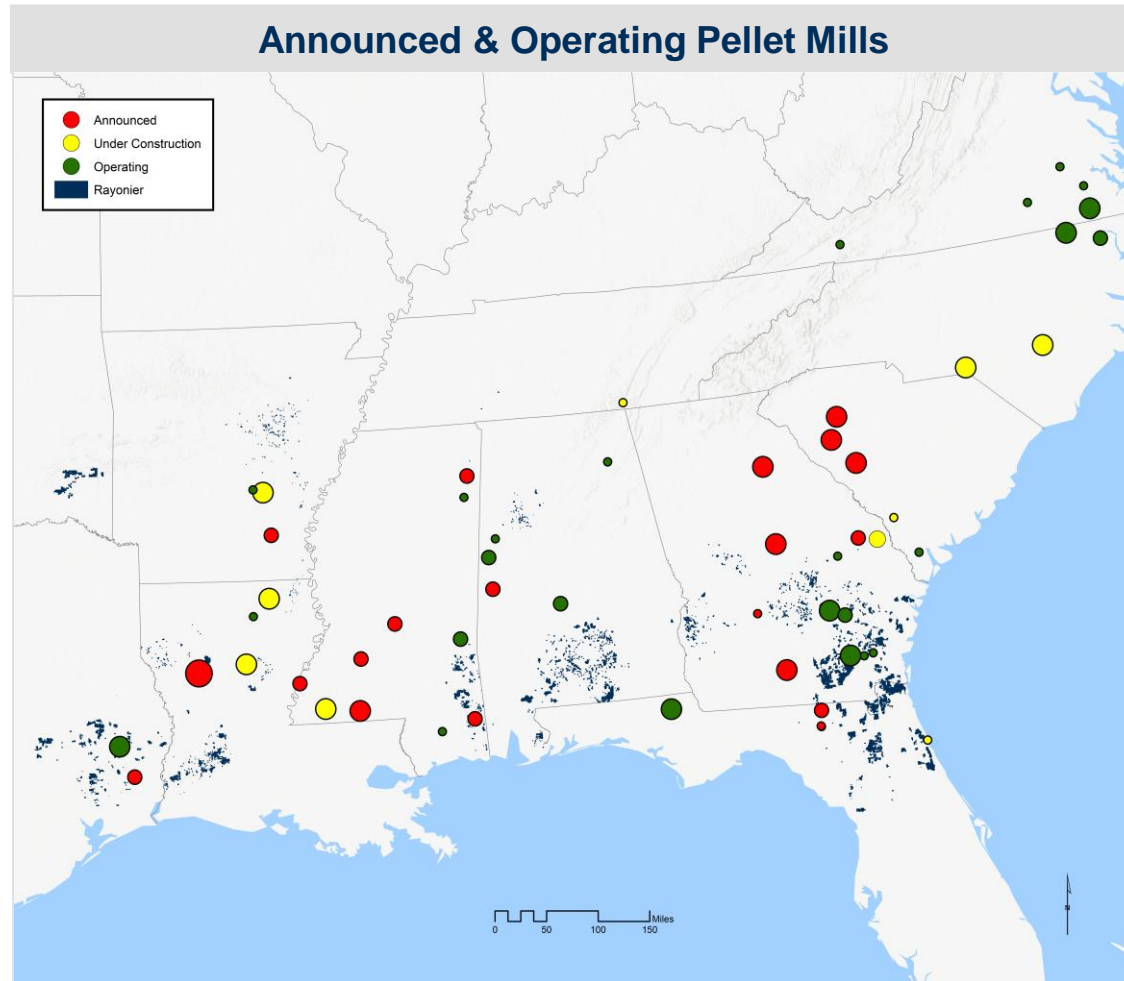 Announced & Operating Pellet Mills
Announced
Under Construction
Operating
Rayonier
Miles
0 50 100 150
N